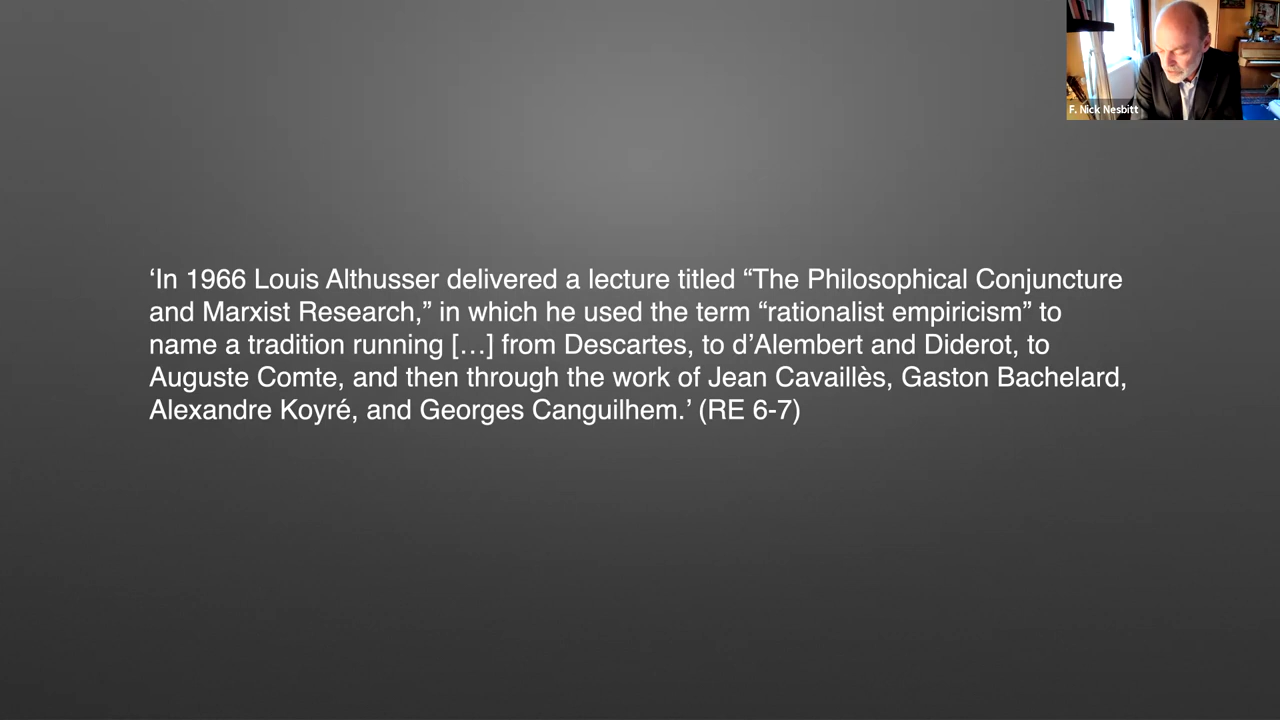 F. Nick Nesbitt
‘In 1966 Louis Althusser delivered a lecture titled “The Philosophical Conjuncture
and Marxist Research,” in which he used the term “rationalist empiricism” to
name a tradition running […] from Descartes, to d’Alembert and Diderot, to
Auguste Comte, and then through the work of Jean Cavaillès, Gaston Bachelard,
Alexandre Koyré, and Georges Canguilhem.’ (RE 6-7)